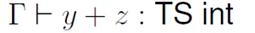 Γ ⊢ y + z : TS int